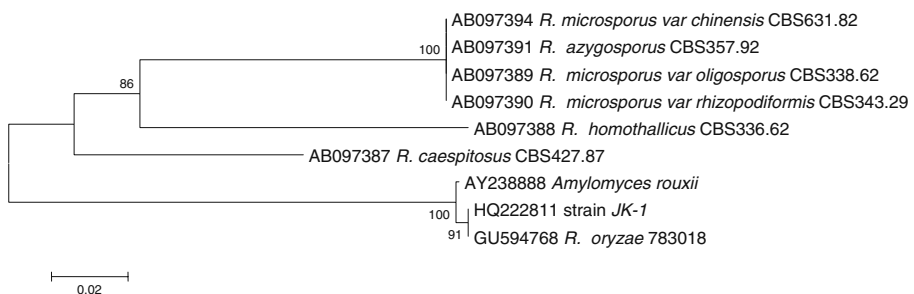 AB097394 R. microsporus var chinensis CBS631.82
100
AB097391 R. azygosporus CBS357.92
AB097389 R. microsporus var oligosporus CBS338.62
86
AB097390 R. microsporus var rhizopodiformis CBS343.29
AB097388 R. homothallicus CBS336.62
AB097387 R. caespitosus CBS427.87
AY238888 Amylomyces rouxii
100
HQ222811 strain JK-1
91
GU594768 R. oryzae 783018
0.02